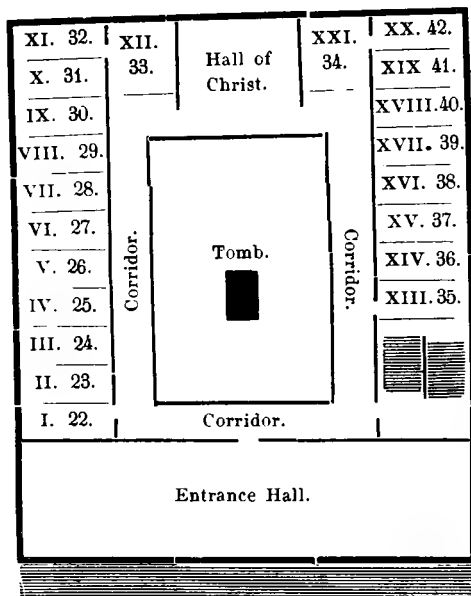 XI. 32.
X. 31.
IX. 30.
VIII. 29.
VII. 28.
VI. 27.
V. 26.
IV. 25.
III. 24.
II. 23.
I. 22.
XII.
33.
Hall of
Christ.
XXI.
34.
XX. 42.
XIX 41.
XVIII. 40.
XVII. 39.
XVI. 38.
XV. 37.
XIV. 36.
XIII. 35.
Corridor.
Tomb.
Corridor.
Corridor.
Entrance Hall.